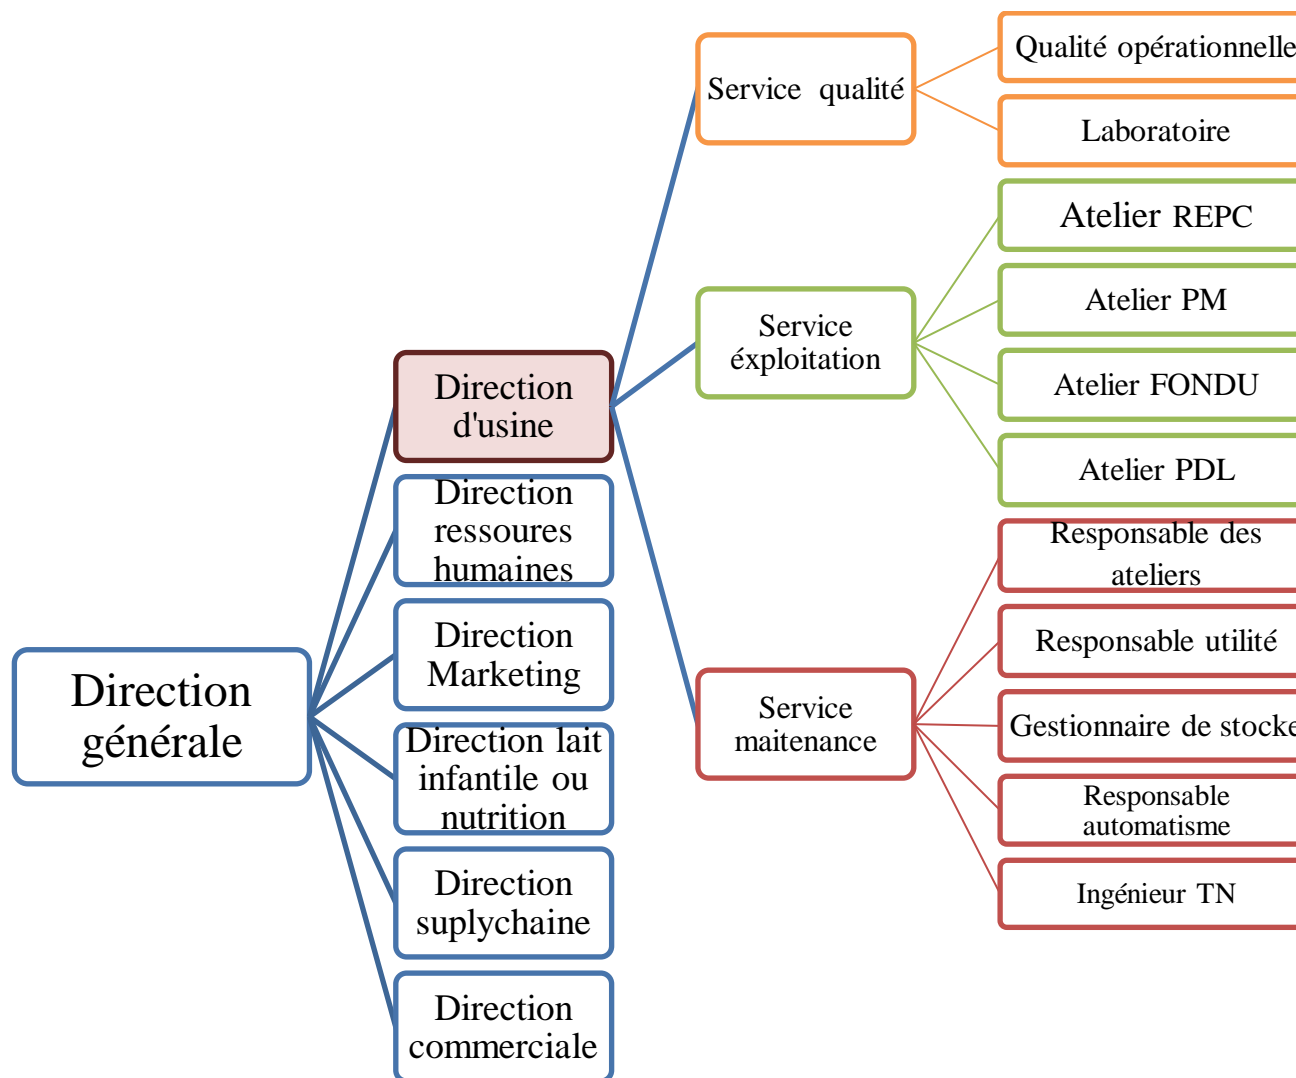 Direction
générale
Direction
d'usine
Direction
ressoures
humaines
Direction
Marketing
Direction lait
infantile ou
nutrition
Direction
suplychaine
Direction
commerciale
Service qualité
Service
éxploitation
Service
maitenance
Qualité opérationnelle
Laboratoire
Atelier REPC
Atelier PM
Atelier FONDU
Atelier PDL
Responsable des
ateliers
Responsable utilité
Gestionnaire de stocke
Responsable
automatisme
Ingénieur TN